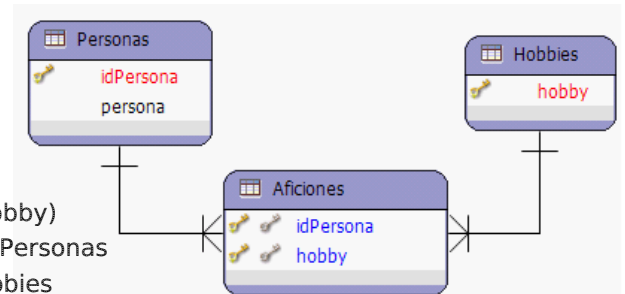 Personas
idPersona
persona
Hobbies
hobby
Aficiones
idPersona
hobby
Personas